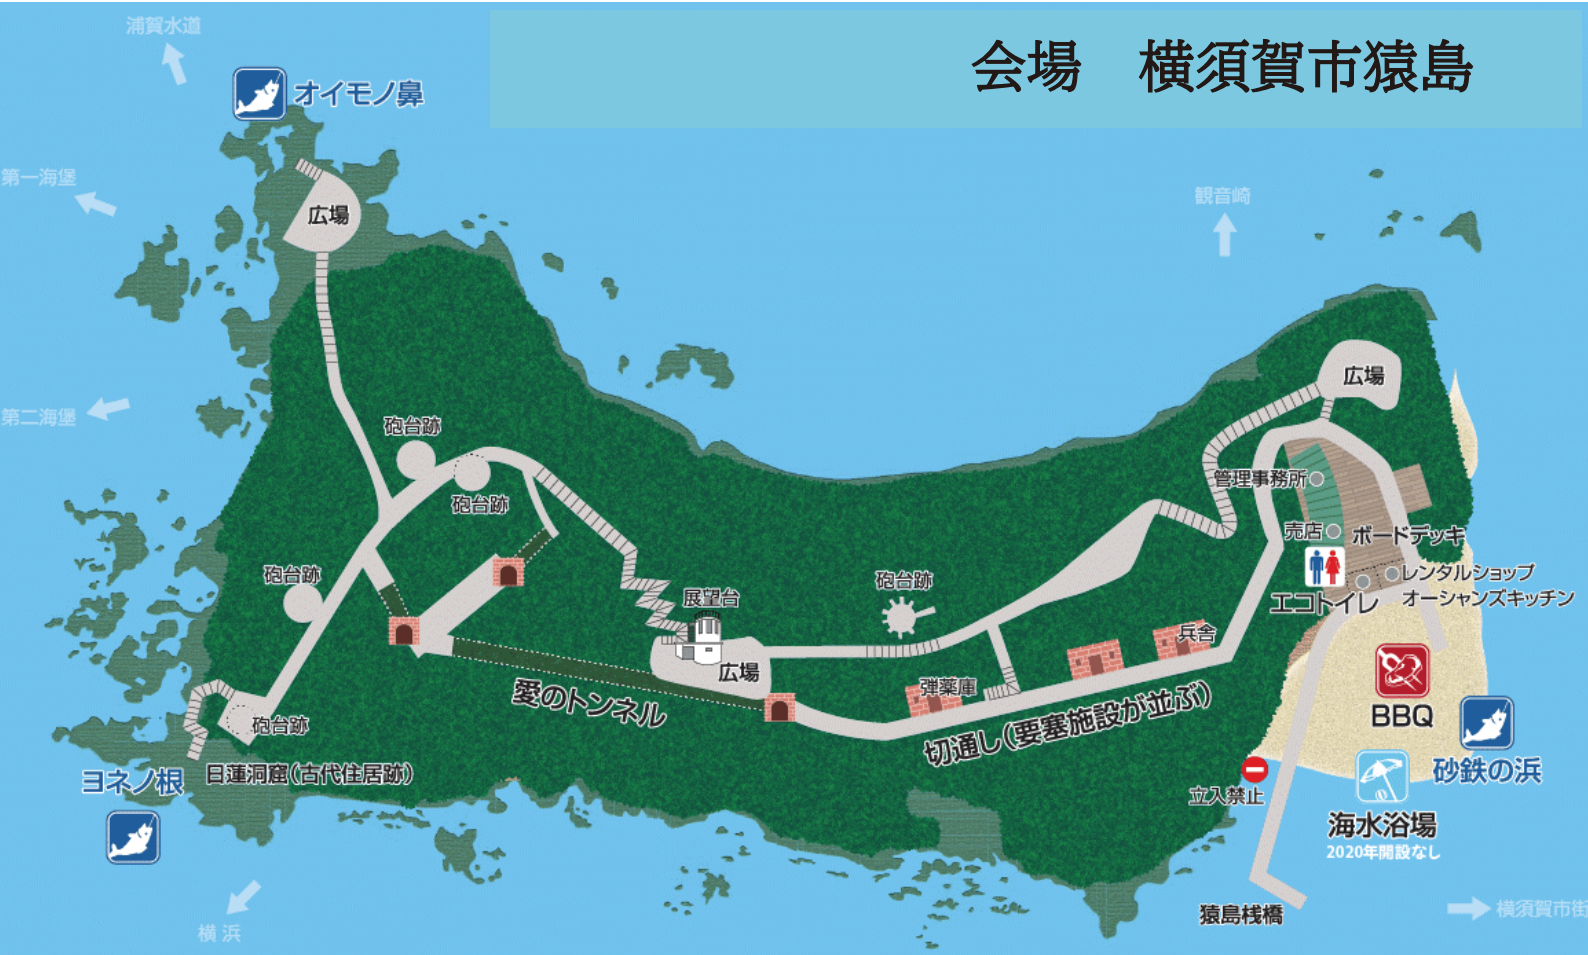 浦賀水道
会場　横須賀市猿島
オイモノ鼻
第一海堡
観音崎
広場
広場
第二海堡
砲台跡
管理事務所
砲台跡
売店
ボードデッキ
砲台跡
砲台跡
レンタルショップ
展望台
エコトイレ
オーシャンズキッチン
兵舎
広場
弾薬庫
愛のトンネル
切通し(要塞施設が並ぶ)
BBQ
砲台跡
ヨネノ根
日蓮洞窟(古代住居跡)
砂鉄の浜
立入禁止
海水浴場
2020年開設なし
猿島桟橋
横須賀市街
横浜